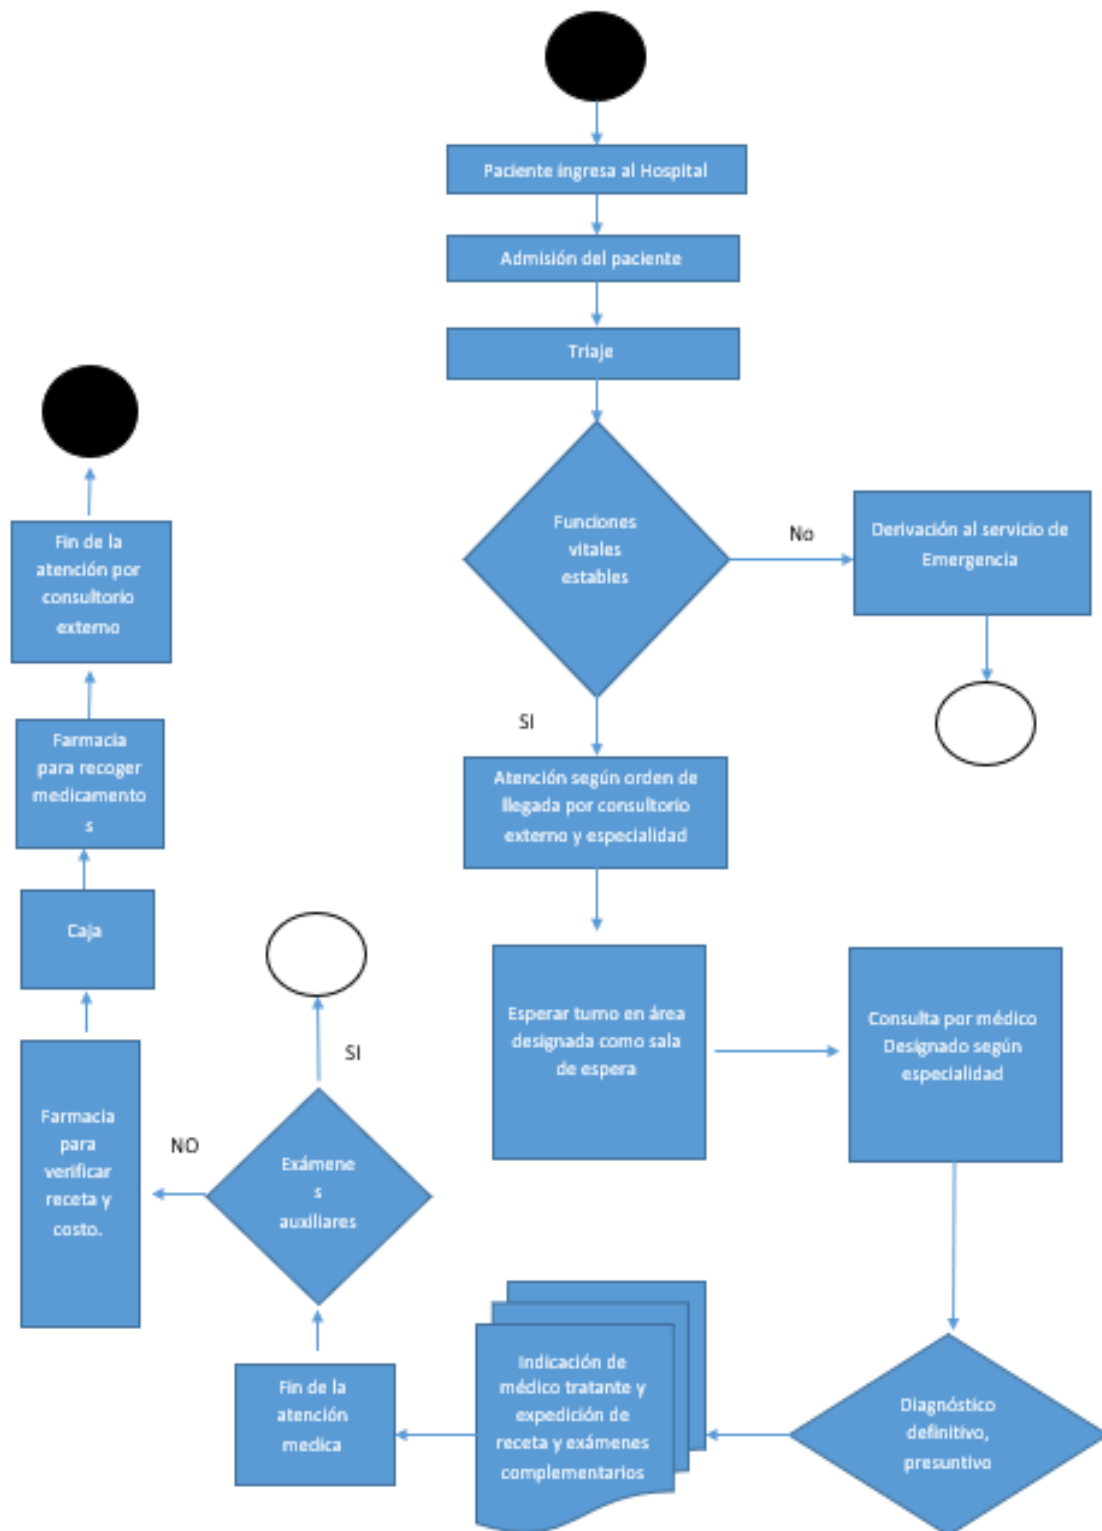 Paciente ingresa al Hospital
Admisión del paciente
Triaje
Funciones
vitales
estables
No
Derivación al servicio de
Emergencia
SI
Atención según orden de
llegada por consultorio
externo y especialidad
Esperar turno en área
designada como sala
de espera
Consulta por médico
Designado según
especialidad
Diagnóstico
definitivo,
presuntivo
Indicación de
médico tratante y
expedición de
receta y exámenes
complementarios
Fin de la
atención
medica
Exámene
s
auxiliares
SI
NO
Farmacia
para
verificar
receta y
costo.
Caja
Farmacia
para recoger
medicamento
s
Fin de la
atención por
consultorio
externo